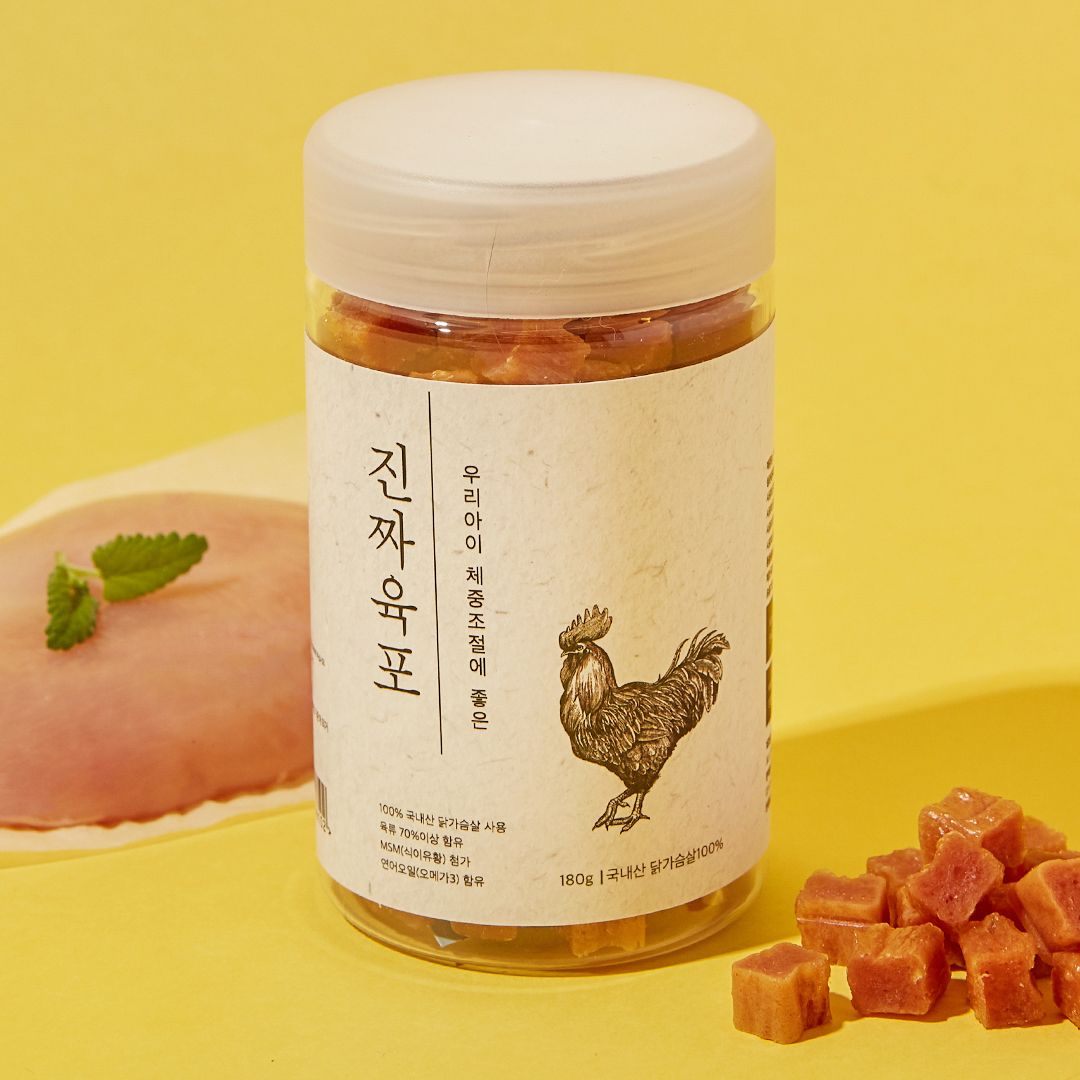 진짜육포
우리아이 체중조절에 좋은
100% 국내산 닭가슴살 사용
육류 70%이상 함유
MSM(식이유황) 첨가
연어오일(오메가3) 함유
180g | 국내산 닭가슴살100%